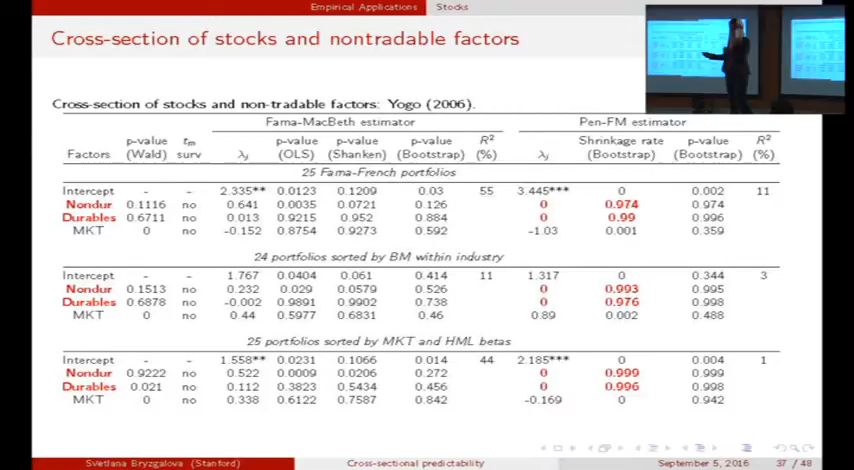 Empirical Applications Stocks
Cross-section of stocks and nontradable factors
Cross-section of stocks and non-tradable factors: Yogo (2006).
Fama-MacBeth estimator Pen-FM estimator
p-value tm p-value p-value p-value R² Shrinkage rate p-value R²
Factors (Wald) surv λj (OLS) (Shanken) (Bootstrap) (%) λj (Bootstrap) (Bootstrap) (%)
25 Fama-French portfolios
Intercept - - 2.335** 0.0123 0.1209 0.03 55 3.445*** 0 0.002 11
Nondur 0.1116 no 0.641 0.0035 0.0721 0.126 0 0.974 0.974
Durables 0.6711 no 0.013 0.9215 0.952 0.884 0 0.99 0.996
MKT 0 no -0.152 0.8754 0.9273 0.592 -1.03 0.001 0.359
24 portfolios sorted by BM within industry
Intercept - - 1.767 0.0404 0.061 0.414 11 1.317 0 0.344 3
Nondur 0.1513 no 0.232 0.029 0.0579 0.526 0 0.993 0.995
Durables 0.6878 no -0.002 0.9891 0.9902 0.738 0 0.976 0.998
MKT 0 no 0.44 0.5977 0.6831 0.46 0.89 0.002 0.488
25 portfolios sorted by MKT and HML betas
Intercept - - 1.558** 0.0231 0.1066 0.014 44 2.185*** 0 0.004 1
Nondur 0.9222 no 0.522 0.0009 0.0206 0.272 0 0.999 0.999
Durables 0.021 no 0.112 0.3823 0.5434 0.456 0 0.996 0.998
MKT 0 no 0.338 0.6122 0.7587 0.842 -0.169 0 0.942
Svetlana Bryzgalova (Stanford) Cross-sectional predictability September 5, 2016 37 / 48